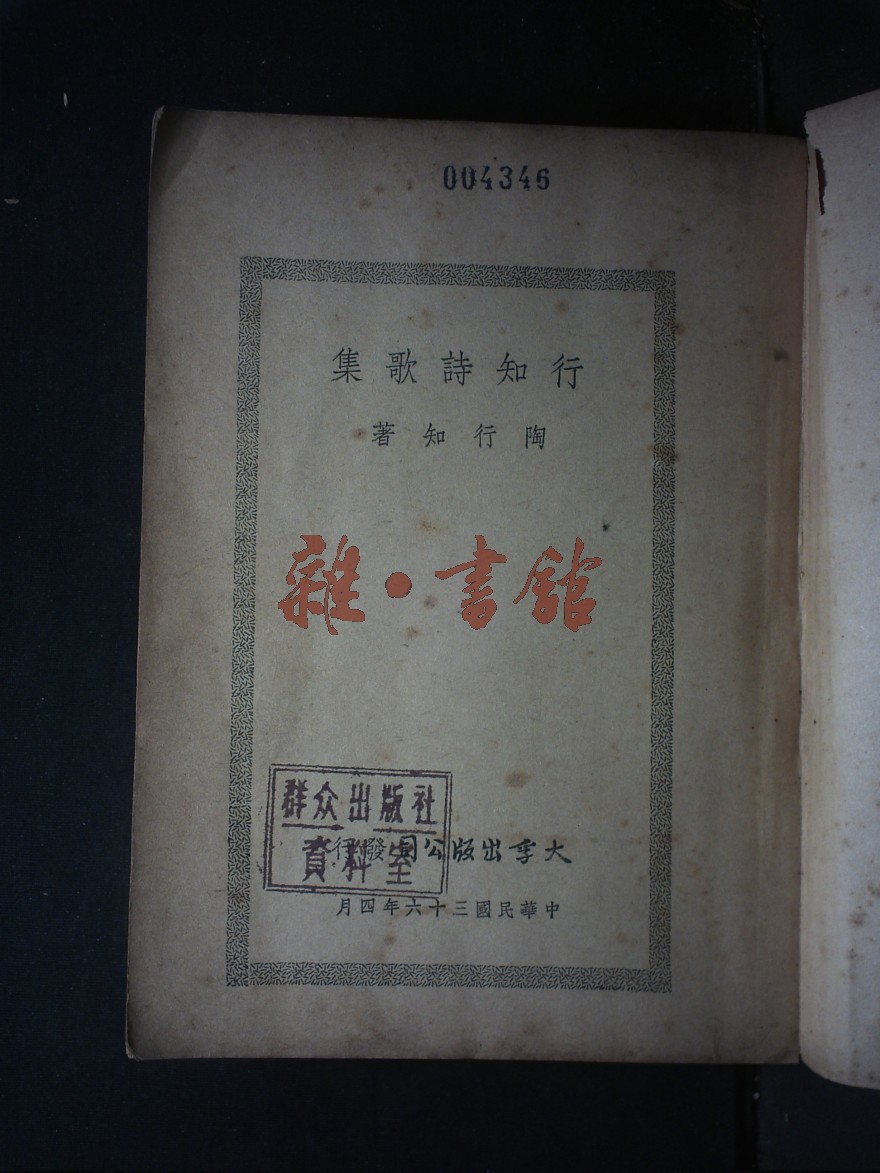 004346
行知詩歌集
陶行知著
雜·書館
群众出版社
資料室
大孚出版公司發行
中華民國三十六年四月